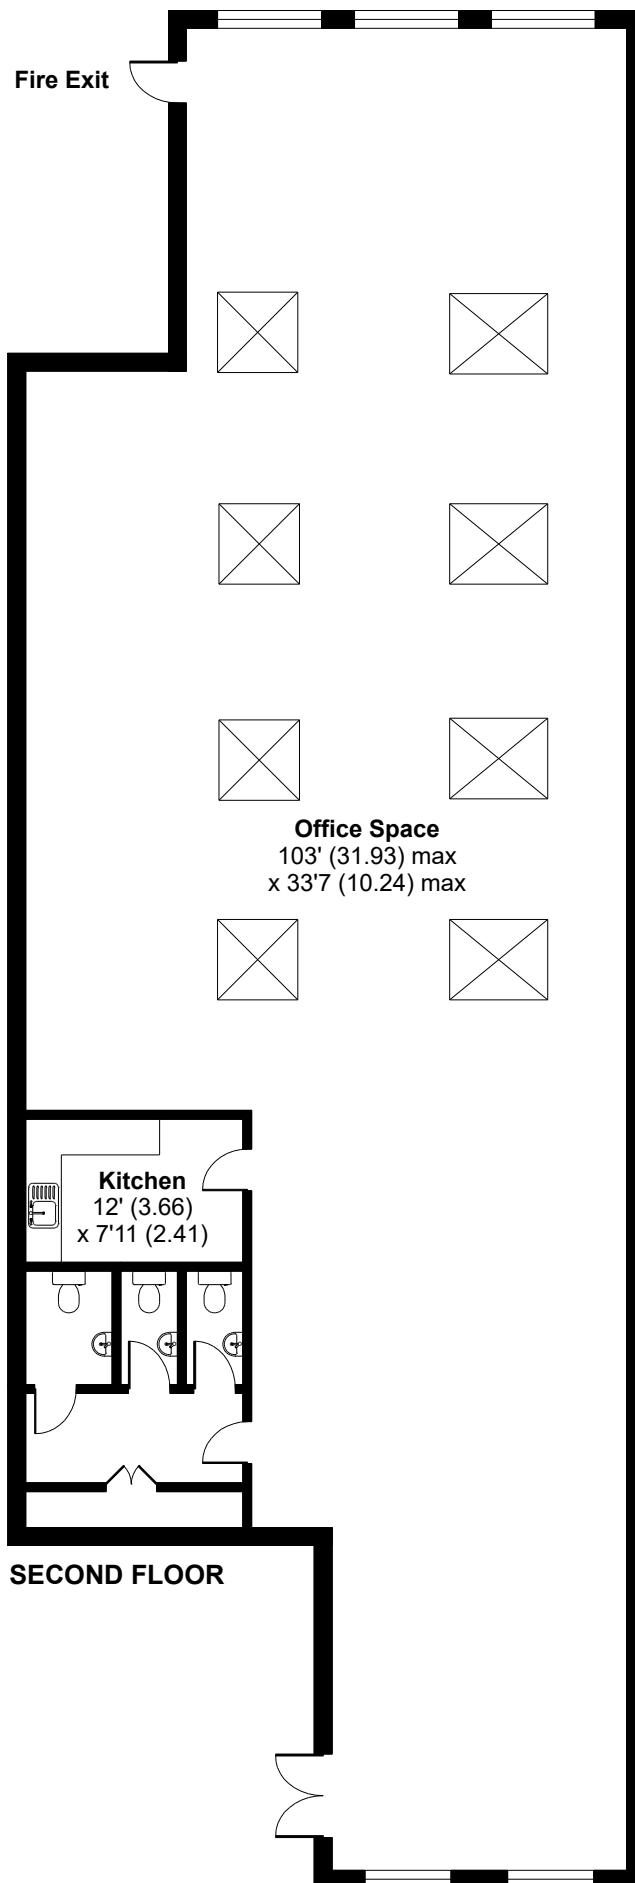 Fire Exit
Office Space
103' (31.93) max
x 33'7 (10.24) max
Kitchen
12' (3.66)
x 7'11 (2.41)
SECOND FLOOR